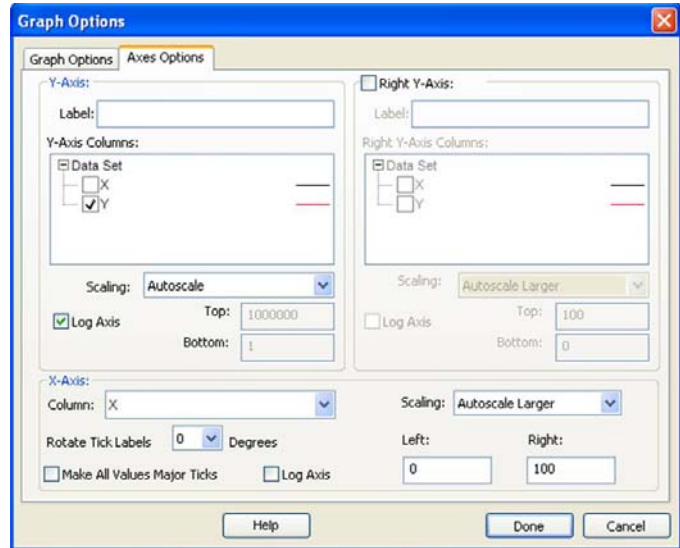 Graph Options
Graph Options Axes Options
Y-Axis:
Label:
Y-Axis Columns:
Data Set
X
Y
Scaling: Autoscale
Log Axis
Top: 1000000
Bottom: 1
Right Y-Axis:
Label:
Right Y-Axis Columns:
Data Set
X
Y
Scaling: Autoscale Larger
Log Axis
Top: 100
Bottom: 0
X-Axis:
Column: X
Scaling: Autoscale Larger
Rotate Tick Labels 0 Degrees
Left: Right:
0 100
Make All Values Major Ticks Log Axis
Help Done Cancel